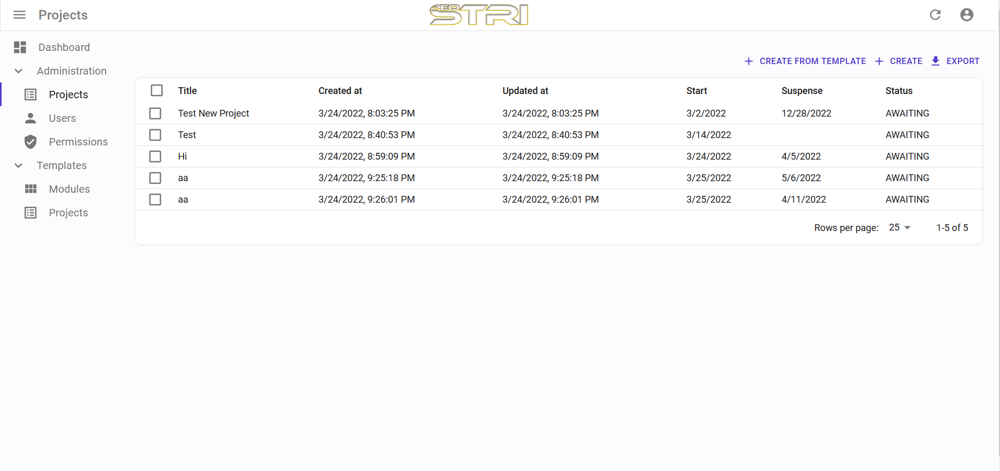 Projects
PEO STRI
Dashboard
Administration
Projects
Users
Permissions
Templates
Modules
Projects
CREATE FROM TEMPLATE CREATE EXPORT
Title Created at Updated at Start Suspense Status
Test New Project 3/24/2022, 8:03:25 PM 3/24/2022, 8:03:25 PM 3/2/2022 12/28/2022 AWAITING
Test 3/24/2022, 8:40:53 PM 3/24/2022, 8:40:53 PM 3/14/2022 AWAITING
Hi 3/24/2022, 8:59:09 PM 3/24/2022, 8:59:09 PM 3/24/2022 4/5/2022 AWAITING
aa 3/24/2022, 9:25:18 PM 3/24/2022, 9:25:18 PM 3/25/2022 5/6/2022 AWAITING
aa 3/24/2022, 9:26:01 PM 3/24/2022, 9:26:01 PM 3/25/2022 4/11/2022 AWAITING
Rows per page: 25 1-5 of 5